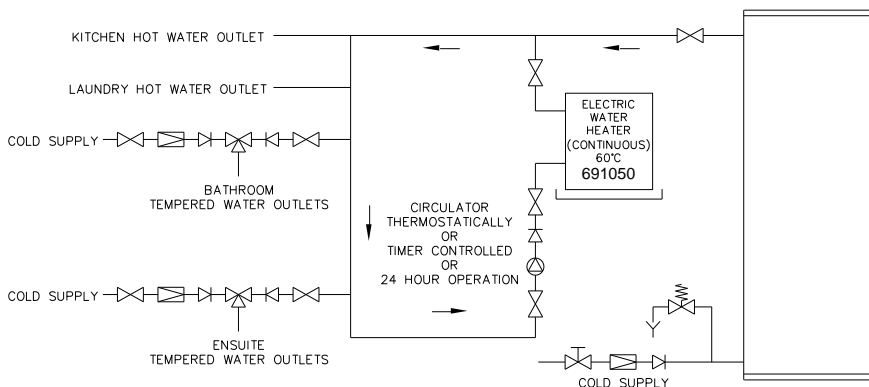 KITCHEN HOT WATER OUTLET
LAUNDRY HOT WATER OUTLET
COLD SUPPLY
BATHROOM
TEMPERED WATER OUTLETS
ELECTRIC
WATER
HEATER
(CONTINUOUS)
60°C
691050
CIRCULATOR
THERMOSTATICALLY
OR
TIMER CONTROLLED
OR
24 HOUR OPERATION
COLD SUPPLY
ENSUITE
TEMPERED WATER OUTLETS
COLD SUPPLY